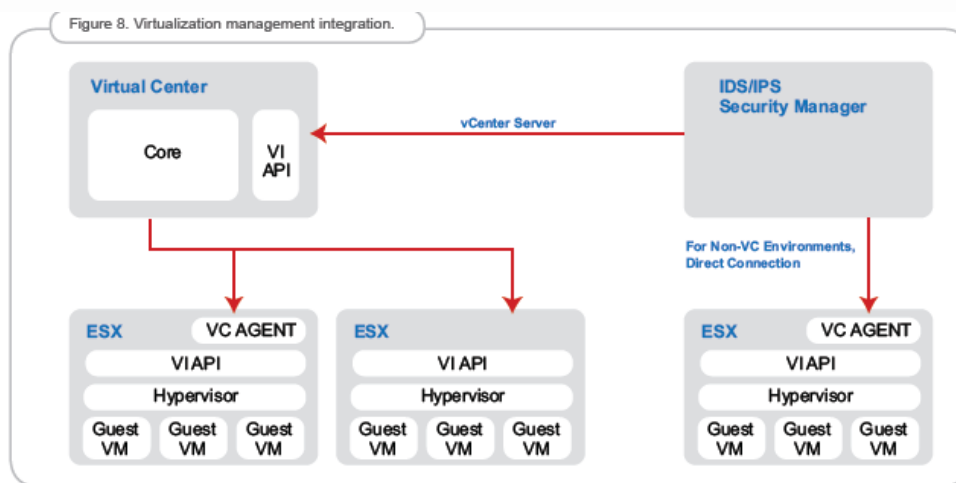 Figure 8. Virtualization management integration.
Virtual Center
Core
VI
API
vCenter Server
IDS/IPS
Security Manager
For Non-VC Environments,
Direct Connection
ESX
VC AGENT
VI API
Hypervisor
Guest
VM
Guest
VM
Guest
VM
ESX
VI API
Hypervisor
Guest
VM
Guest
VM
Guest
VM
ESX
VC AGENT
VI API
Hypervisor
Guest
VM
Guest
VM
Guest
VM